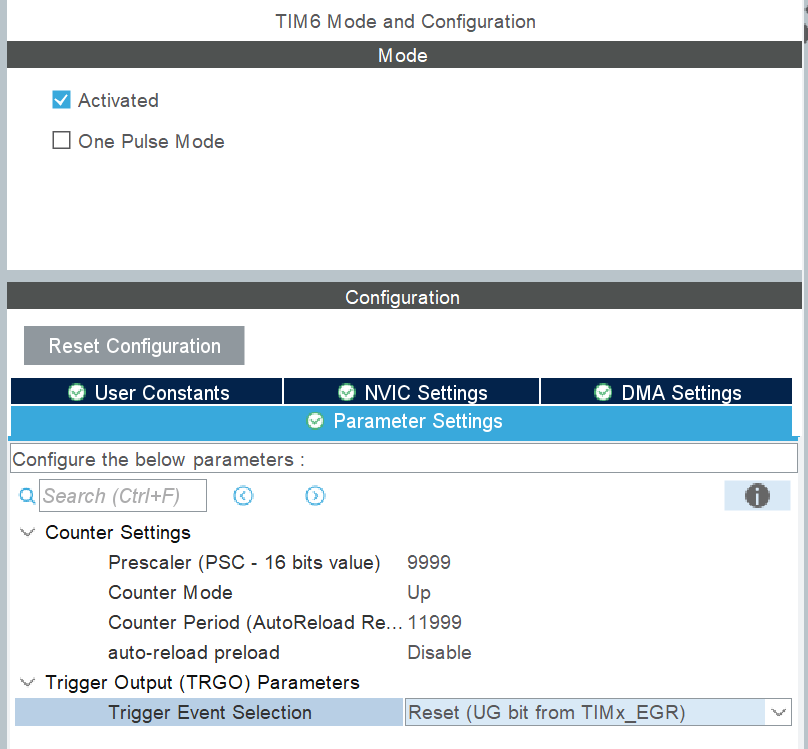 TIM6 Mode and Configuration
Mode
Activated
One Pulse Mode
Configuration
Reset Configuration
User Constants NVIC Settings DMA Settings
Parameter Settings
Configure the below parameters :
Search (Ctrl+F)
Counter Settings
Prescaler (PSC - 16 bits value) 9999
Counter Mode Up
Counter Period (AutoReload Re... 11999
auto-reload preload Disable
Trigger Output (TRGO) Parameters
Trigger Event Selection Reset (UG bit from TIMx_EGR)